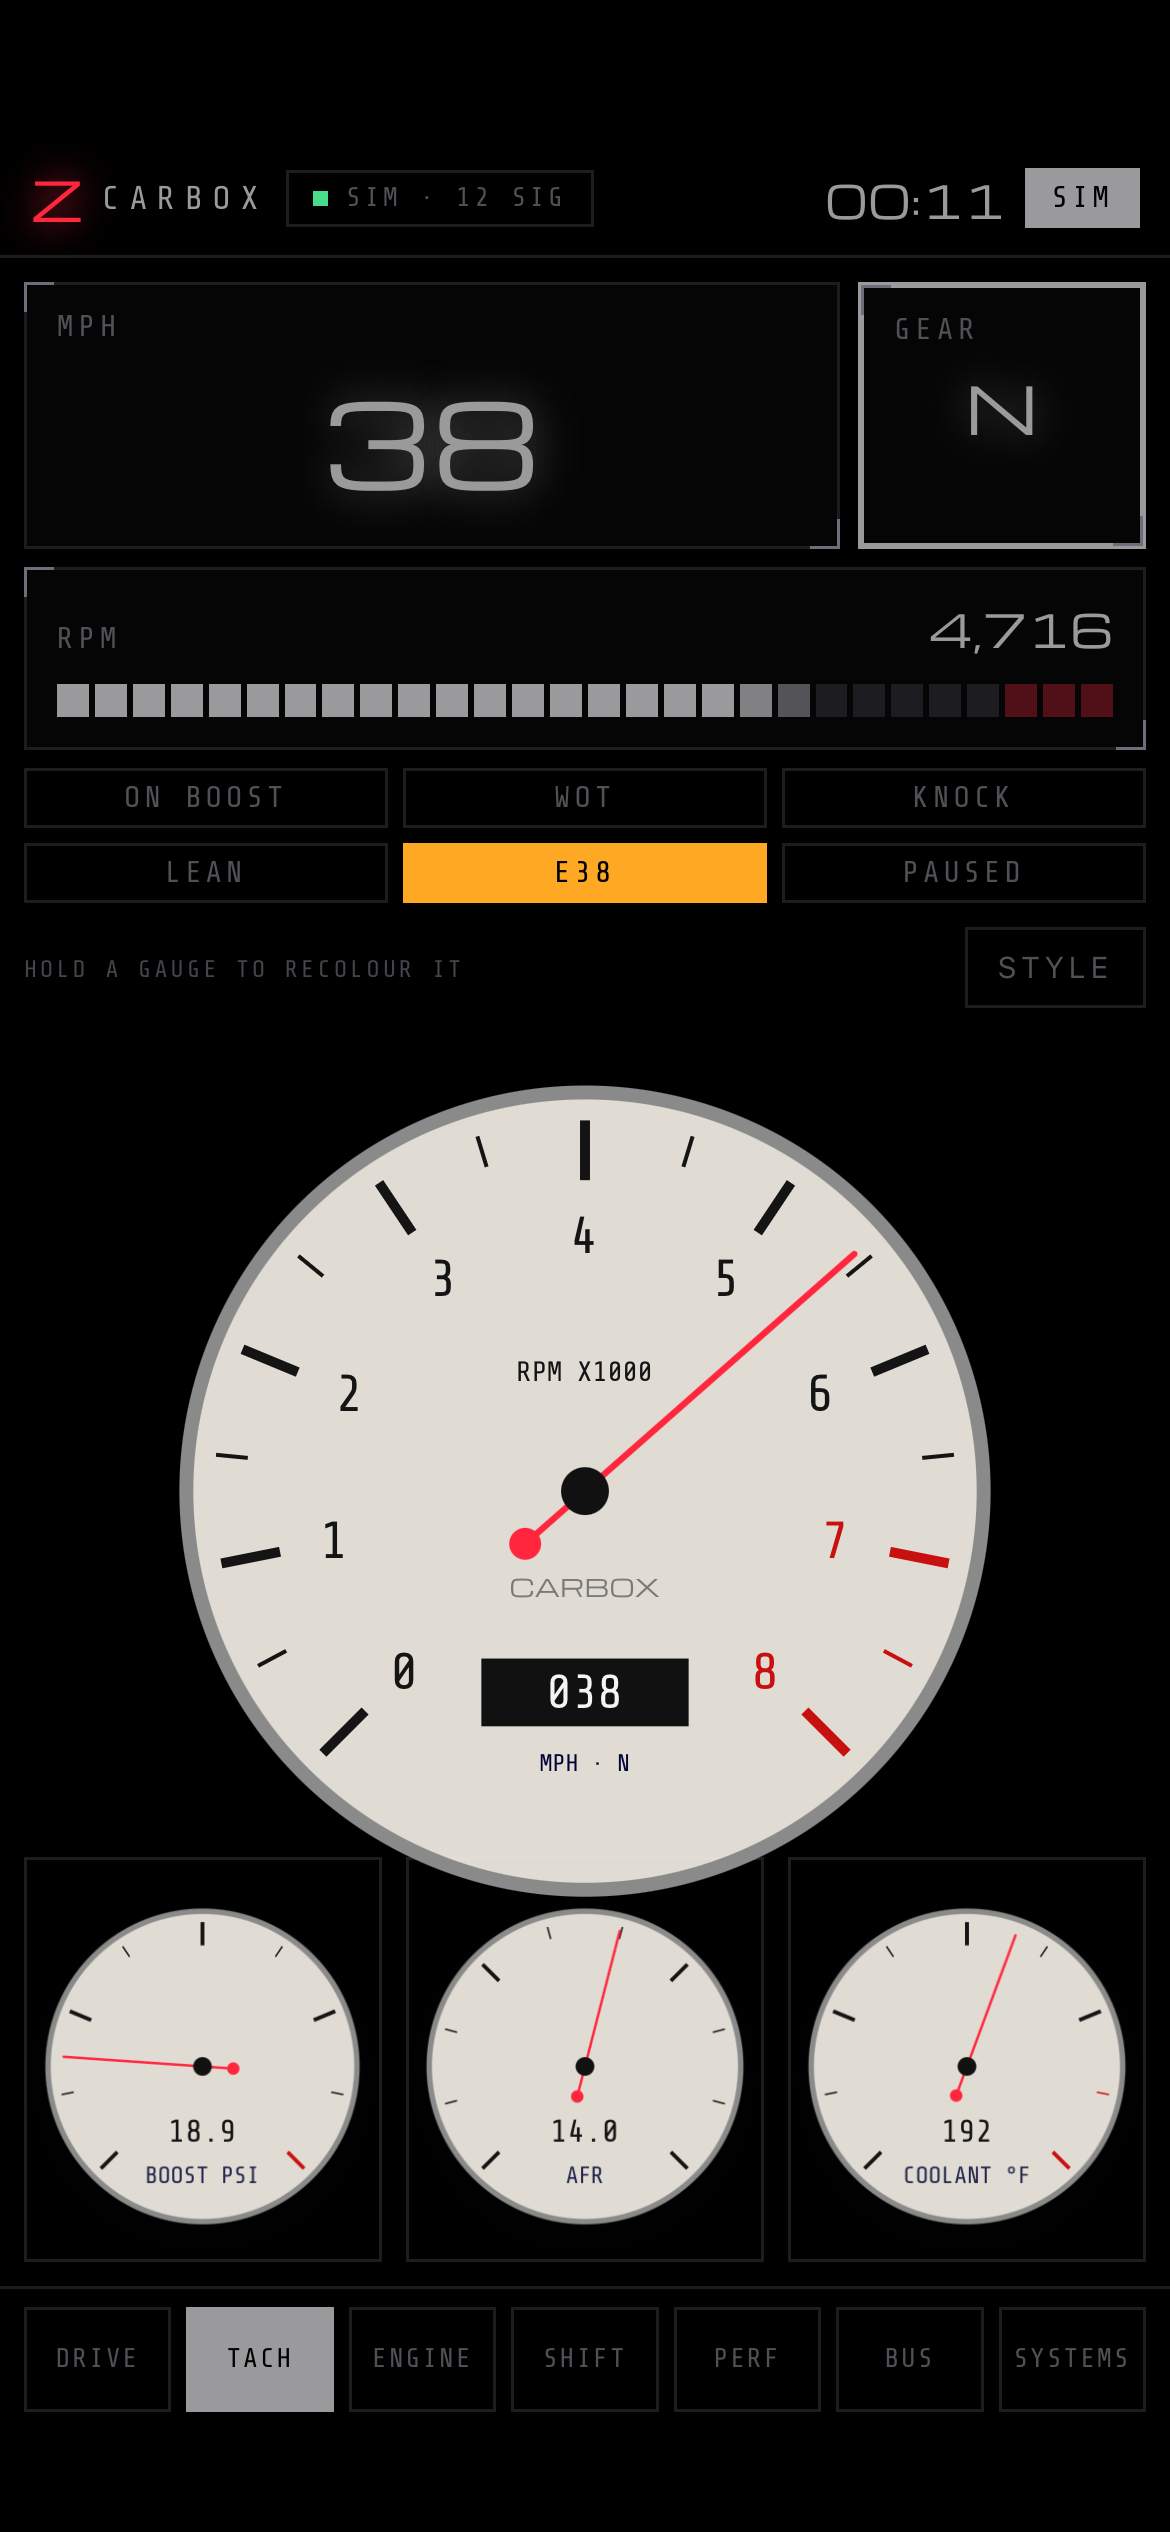 Z CARBOX SIM · 12 SIG 00:11 SIM
MPH
38
GEAR
N
RPM 4,716
ON BOOST WOT KNOCK
LEAN E38 PAUSED
HOLD A GAUGE TO RECOLOUR IT STYLE
4
3 5
RPM X1000
2 6
1 7
CARBOX
0 8
038
MPH · N
18.9 14.0 192
BOOST PSI AFR COOLANT °F
DRIVE TACH ENGINE SHIFT PERF BUS SYSTEMS